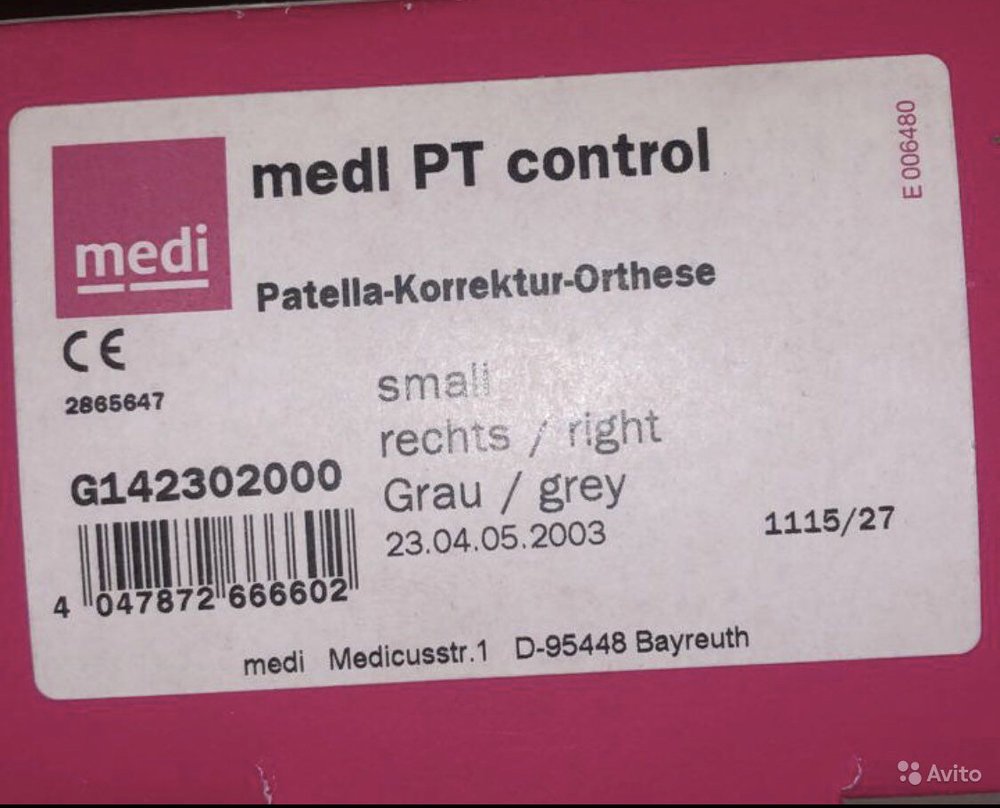 medi PT control
E 006480
medi
Patella-Korrektur-Orthese
CE
2865647
small
rechts / right
G142302000
Grau / grey
23.04.05.2003
1115/27
4 047872 666602
medi Medicusstr.1 D-95448 Bayreuth
Avito